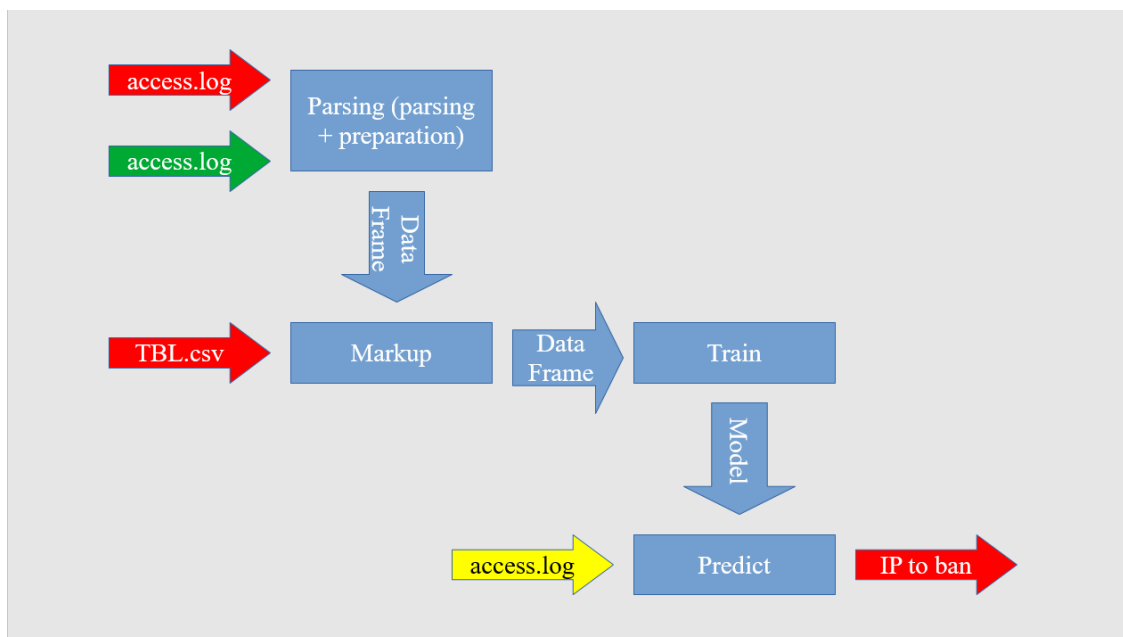 access.log
Parsing (parsing
+ preparation)
access.log
Data
Frame
TBL.csv
Markup
Data
Frame
Train
Model
access.log
Predict
IP to ban